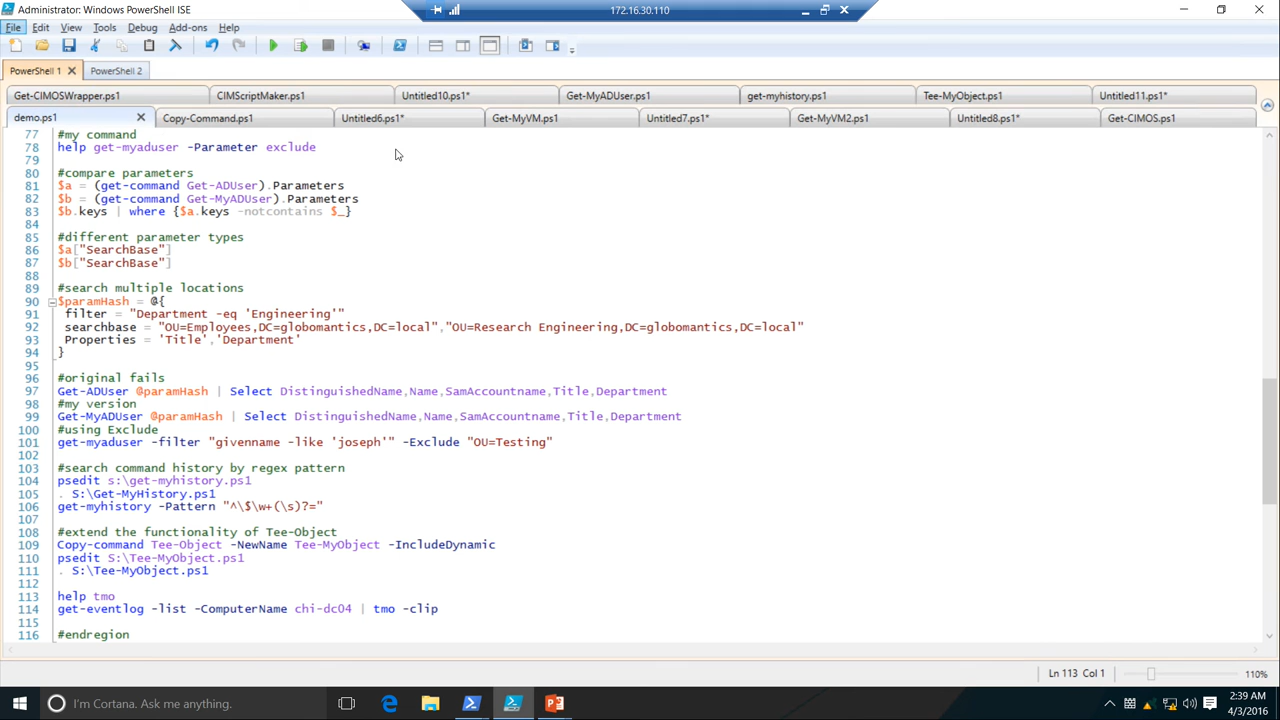 Administrator: Windows PowerShell ISE
172.16.30.110
File Edit View Tools Debug Add-ons Help
PowerShell 1 PowerShell 2
Get-CIMOSWrapper.ps1 CIMScriptMaker.ps1 Untitled10.ps1* Get-MyADUser.ps1 get-myhistory.ps1 Tee-MyObject.ps1 Untitled11.ps1*
demo.ps1 Copy-Command.ps1 Untitled6.ps1* Get-MyVM.ps1 Untitled7.ps1* Get-MyVM2.ps1 Untitled8.ps1* Get-CIMOS.ps1
77 #my command
78 help get-myaduser -Parameter exclude
79
80 #compare parameters
81 $a = (get-command Get-ADUser).Parameters
82 $b = (get-command Get-MyADUser).Parameters
83 $b.keys | where {$a.keys -notcontains $_}
84
85 #different parameter types
86 $a["SearchBase"]
87 $b["SearchBase"]
88
89 #search multiple locations
90 $paramHash = @{
91 filter = "Department -eq 'Engineering'"
92 searchbase = "OU=Employees,DC=globomantics,DC=local","OU=Research Engineering,DC=globomantics,DC=local"
93 Properties = 'Title','Department'
94 }
95
96 #original fails
97 Get-ADUser @paramHash | Select DistinguishedName,Name,SamAccountname,Title,Department
98 #my version
99 Get-MyADUser @paramHash | Select DistinguishedName,Name,SamAccountname,Title,Department
100 #using Exclude
101 get-myaduser -filter "givenname -like 'joseph'" -Exclude "OU=Testing"
102
103 #search command history by regex pattern
104 psedit s:\get-myhistory.ps1
105 . S:\Get-MyHistory.ps1
106 get-myhistory -Pattern "^\$\w+(\s)?="
107
108 #extend the functionality of Tee-Object
109 Copy-command Tee-Object -NewName Tee-MyObject -IncludeDynamic
110 psedit S:\Tee-MyObject.ps1
111 . S:\Tee-MyObject.ps1
112
113 help tmo
114 get-eventlog -list -ComputerName chi-dc04 | tmo -clip
115
116 #endregion
Ln 113 Col 1 110%
I'm Cortana. Ask me anything.
2:39 AM
4/3/2016